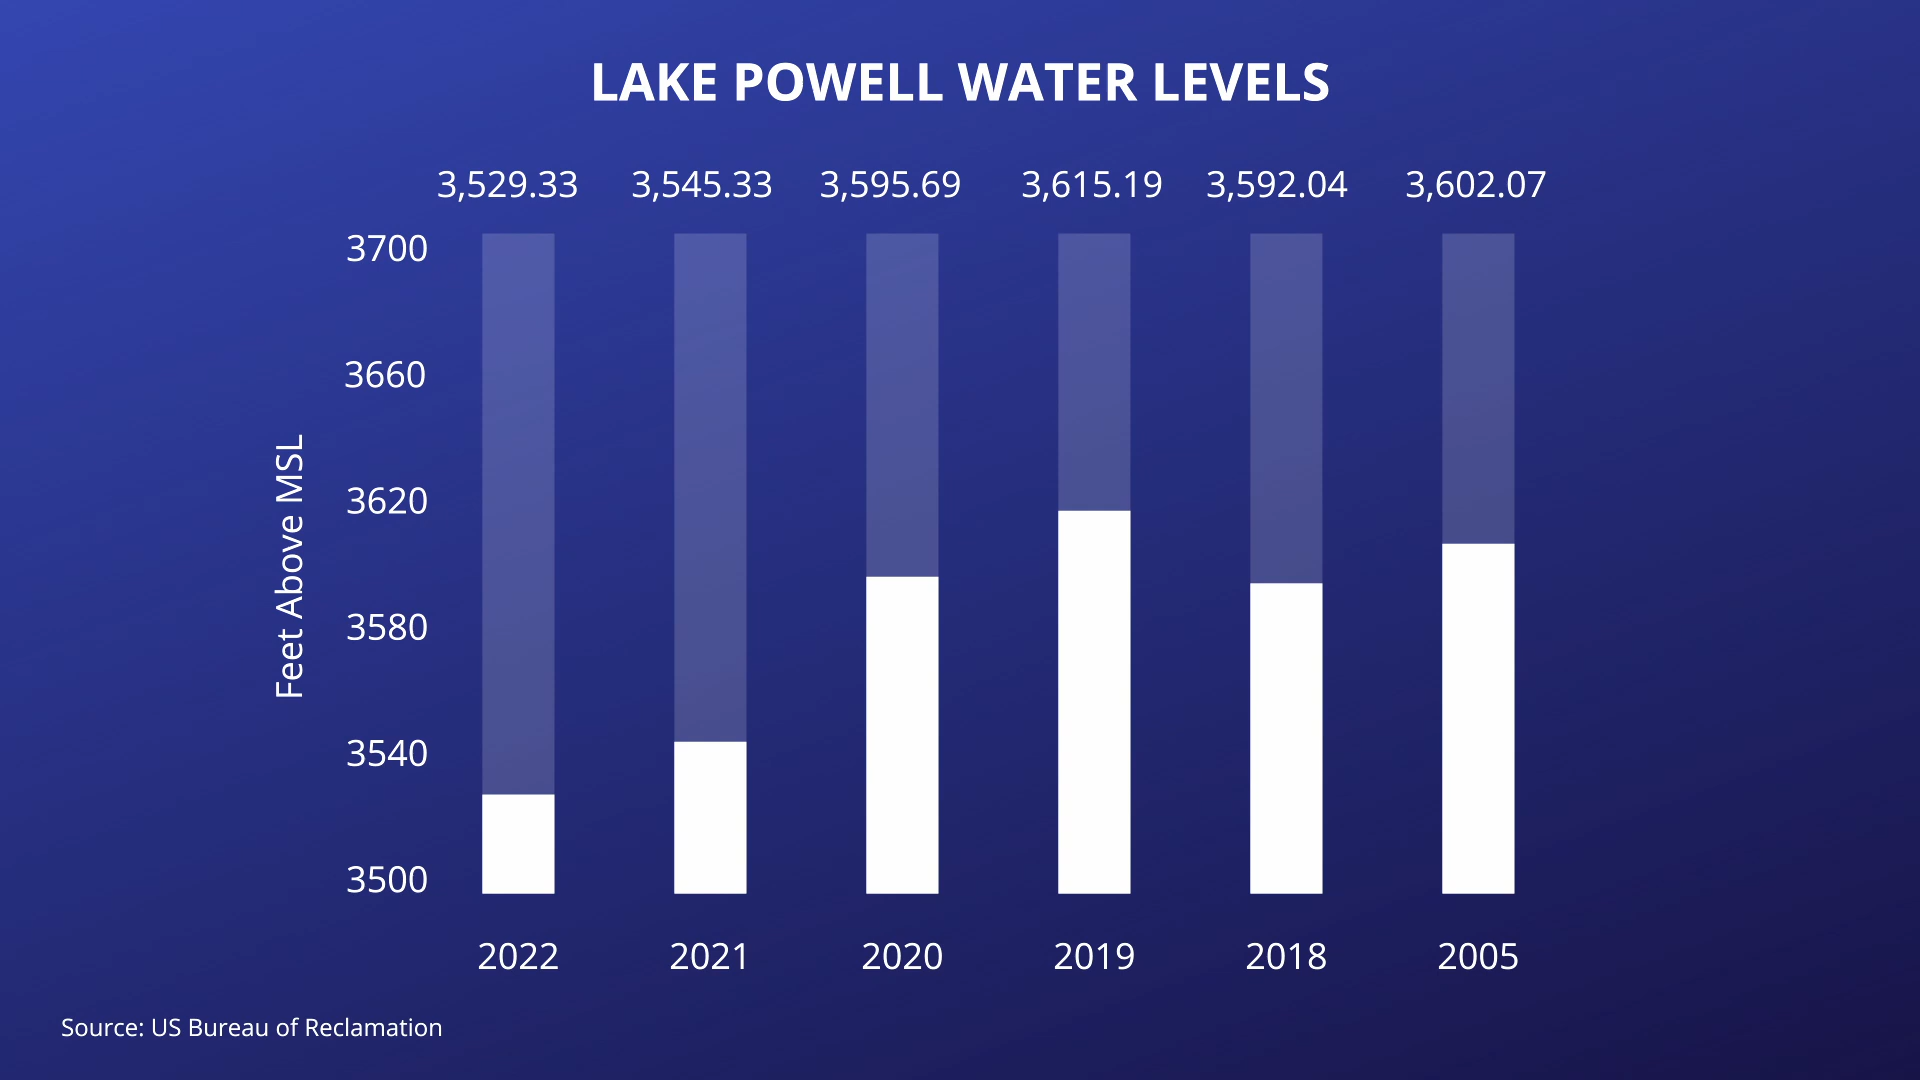 LAKE POWELL WATER LEVELS
3,529.33 3,545.33 3,595.69 3,615.19 3,592.04 3,602.07
3700
3660
3620
3580
3540
3500
Feet Above MSL
2022 2021 2020 2019 2018 2005
Source: US Bureau of Reclamation